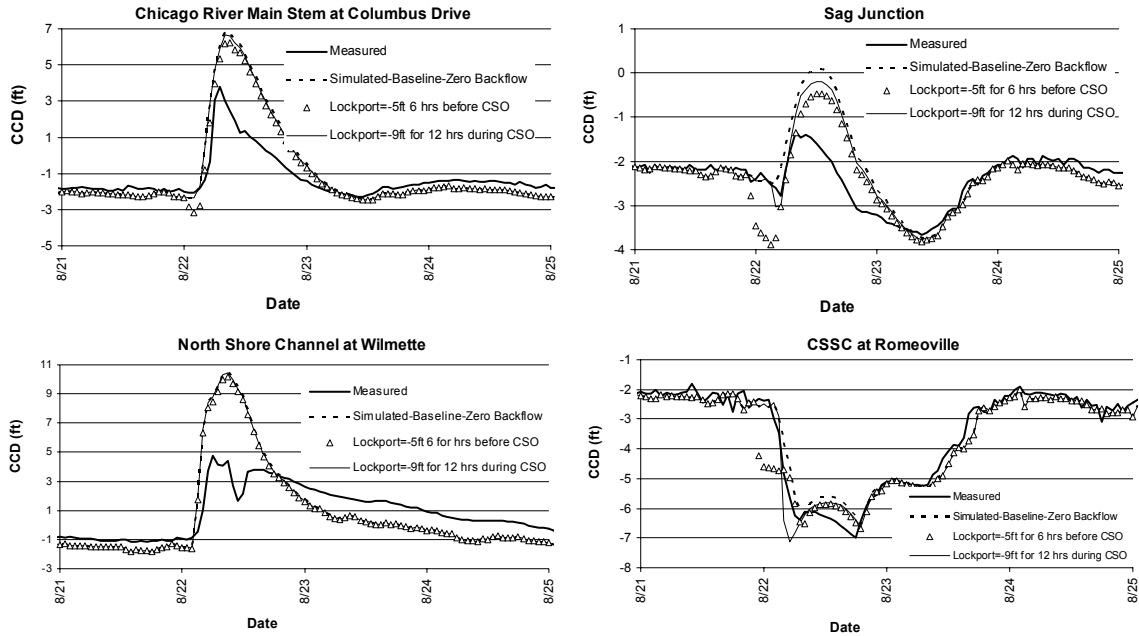 Chicago River Main Stem at Columbus Drive
CCD (ft)
7
5
3
1
-1
-3
-5
Measured
Simulated-Baseline-Zero Backflow
Lockport=-5ft 6 hrs before CSO
Lockport=-9ft for 12 hrs during CSO
8/21
8/22
8/23
8/24
8/25
Date
Sag Junction
CCD (ft)
1
0
-1
-2
-3
-4
Measured
Simulated-Baseline-Zero Backflow
Lockport=-5ft for 6 hrs before CSO
Lockport=-9ft for 12 hrs during CSO
8/21
8/22
8/23
8/24
8/25
Date
North Shore Channel at Wilmette
CCD (ft)
11
9
7
5
3
1
-1
-3
Measured
Simulated-Baseline-Zero Backflow
Lockport=-5ft 6 for hrs before CSO
Lockport=-9ft for 12 hrs during CSO
8/21
8/22
8/23
8/24
8/25
Date
CSSC at Romeoville
CCD (ft)
-1
-2
-3
-4
-5
-6
-7
-8
Measured
Simulated-Baseline-Zero Backflow
Lockport=-5ft for 6 hrs before CSO
Lockport=-9ft for 12 hrs during CSO
8/21
8/22
8/23
8/24
8/25
Date